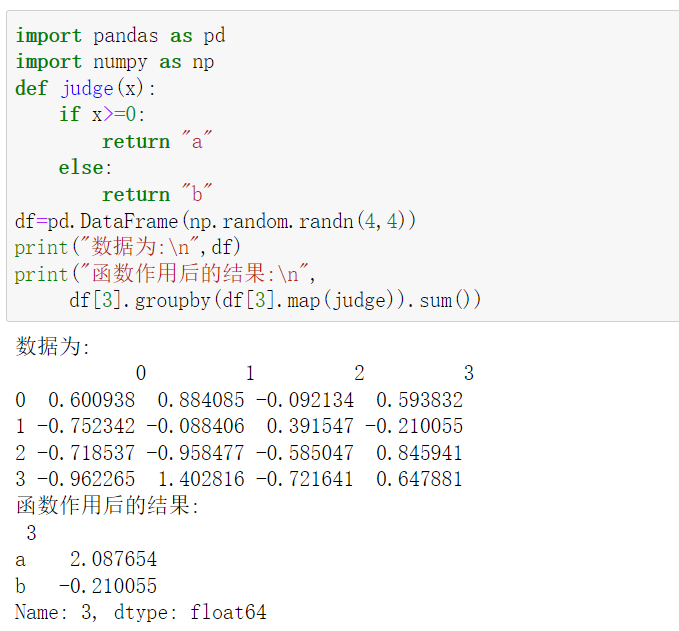 import pandas as pd
import numpy as np
def judge(x):
    if x>=0:
        return "a"
    else:
        return "b"
df=pd.DataFrame(np.random.randn(4,4))
print("数据为:\n",df)
print("函数作用后的结果:\n",
     df[3].groupby(df[3].map(judge)).sum())
数据为:
           0         1         2         3
0  0.600938  0.884085 -0.092134  0.593832
1 -0.752342 -0.088406  0.391547 -0.210055
2 -0.718537 -0.958477 -0.585047  0.845941
3 -0.962265  1.402816 -0.721641  0.647881
函数作用后的结果:
 3
a    2.087654
b   -0.210055
Name: 3, dtype: float64